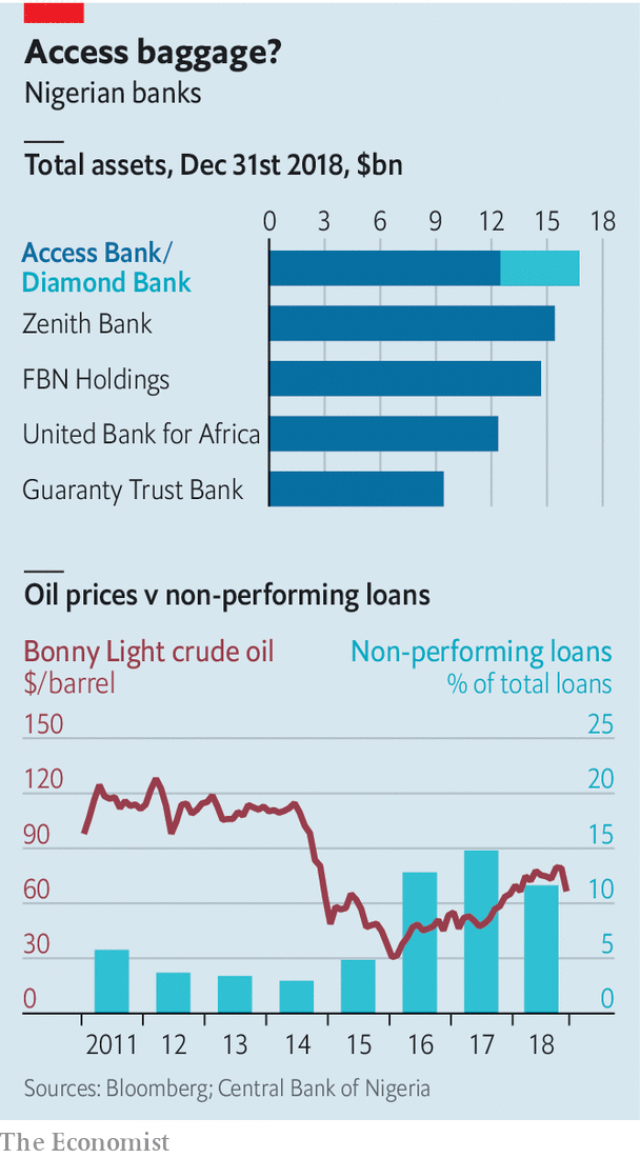 Access baggage?
Nigerian banks
Total assets, Dec 31st 2018, $bn
0 3 6 9 12 15 18
Access Bank/
Diamond Bank
Zenith Bank
FBN Holdings
United Bank for Africa
Guaranty Trust Bank
Oil prices v non-performing loans
Bonny Light crude oil Non-performing loans
$/barrel % of total loans
150 25
120 20
90 15
60 10
30 5
0 0
2011 12 13 14 15 16 17 18
Sources: Bloomberg; Central Bank of Nigeria
The Economist